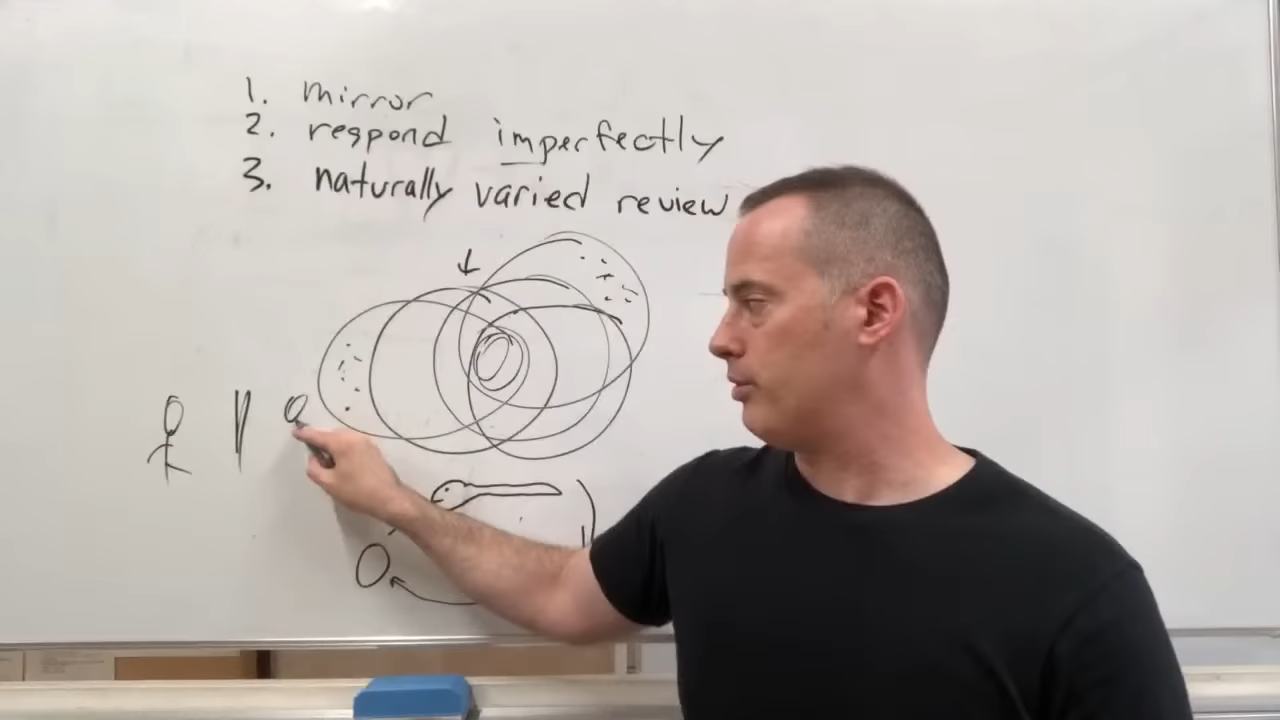 1. mirror
2. respond imperfectly
3. naturally varied review